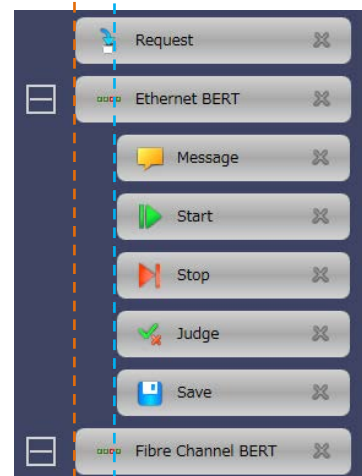 Request
Ethernet BERT
Message
Start
Stop
Judge
Save
Fibre Channel BERT